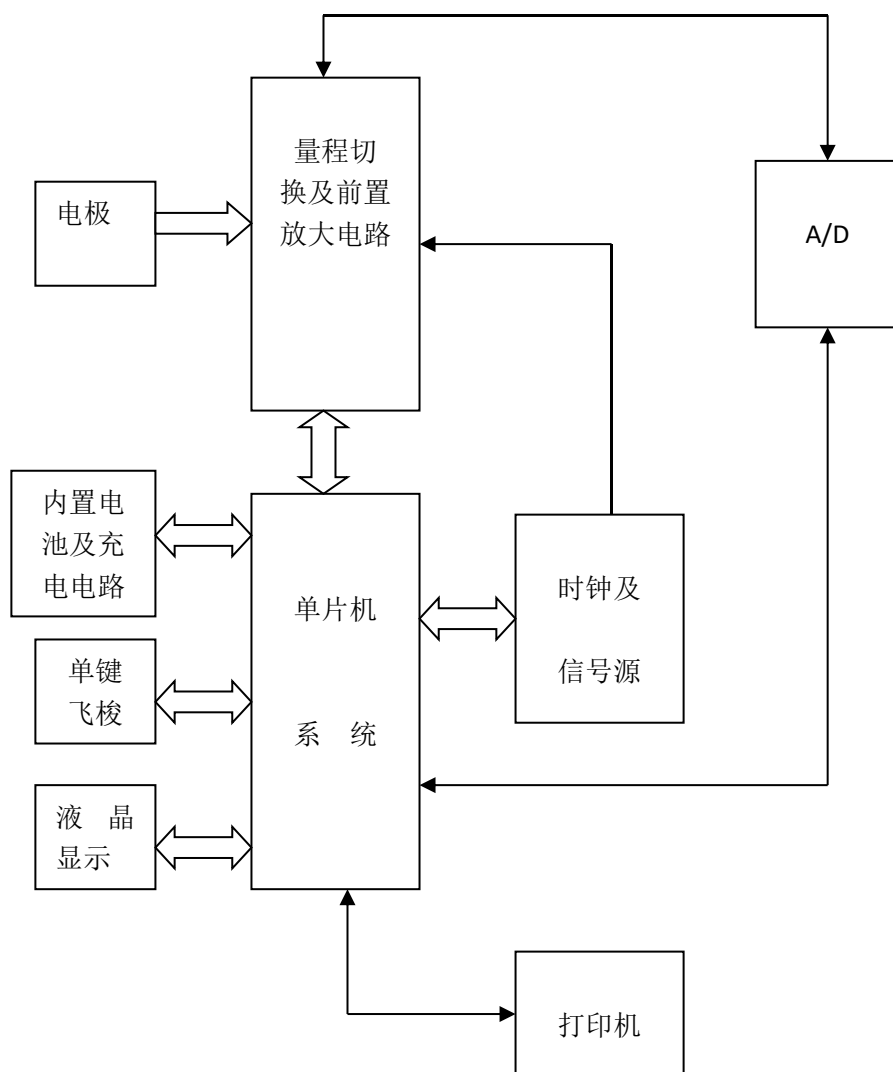 量程切
换及前置
放大电路
电极
A/D
内置电
池及充
电电路
单片机
系 统
时钟及
信号源
单键
飞梭
液 晶
显示
打印机